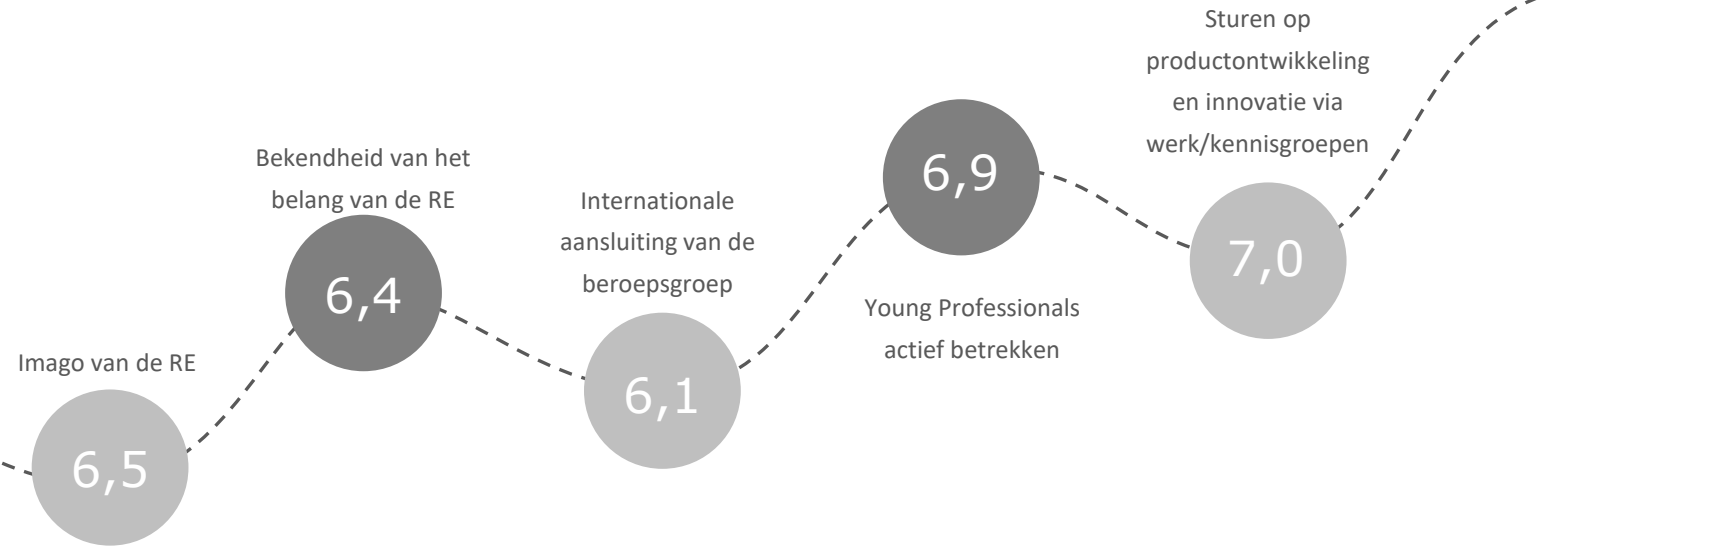 Imago van de RE
6,5
Bekendheid van het
belang van de RE
6,4
Internationale
aansluiting van de
beroepsgroep
6,1
6,9
Young Professionals
actief betrekken
Sturen op
productontwikkeling
en innovatie via
werk/kennisgroepen
7,0